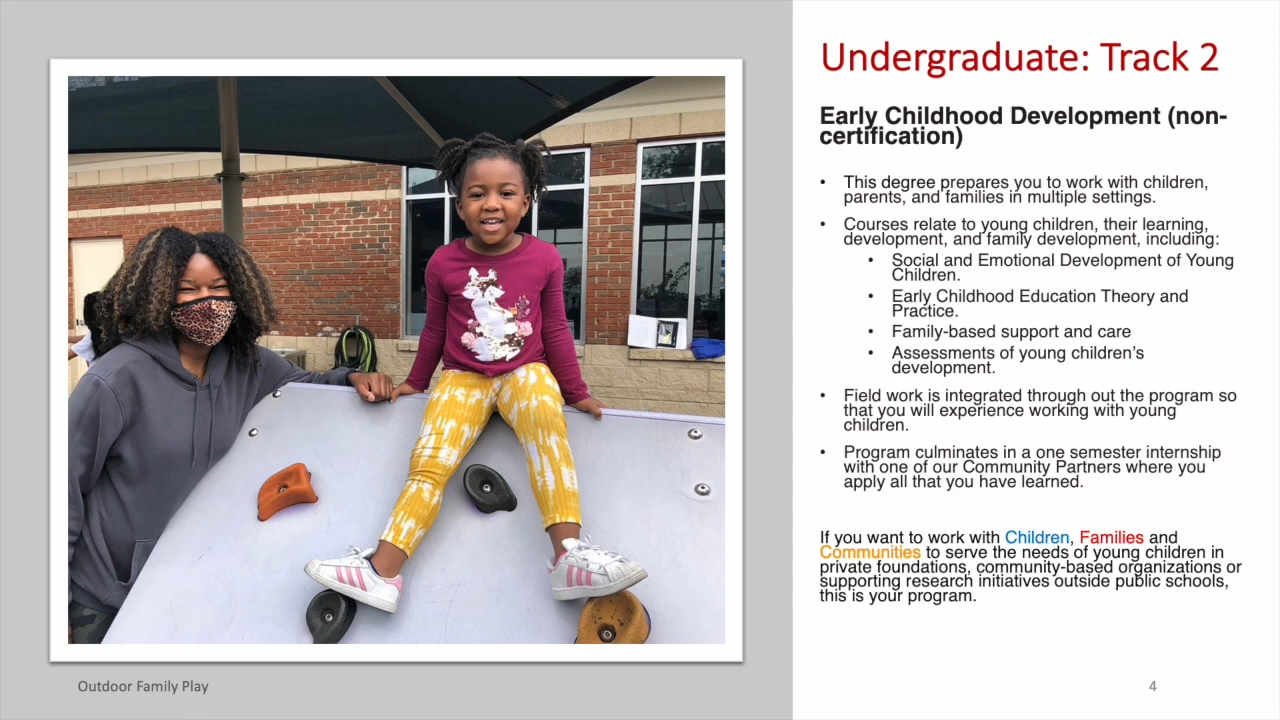 Undergraduate: Track 2
Early Childhood Development (non-
certification)
• This degree prepares you to work with children,
parents, and families in multiple settings.
• Courses relate to young children, their learning,
development, and family development, including:
• Social and Emotional Development of Young
Children.
• Early Childhood Education Theory and
Practice.
• Family-based support and care
• Assessments of young children’s
development.
• Field work is integrated through out the program so
that you will experience working with young
children.
• Program culminates in a one semester internship
with one of our Community Partners where you
apply all that you have learned.
If you want to work with Children, Families and
Communities to serve the needs of young children in
private foundations, community-based organizations or
supporting research initiatives outside public schools,
this is your program.
Outdoor Family Play
4